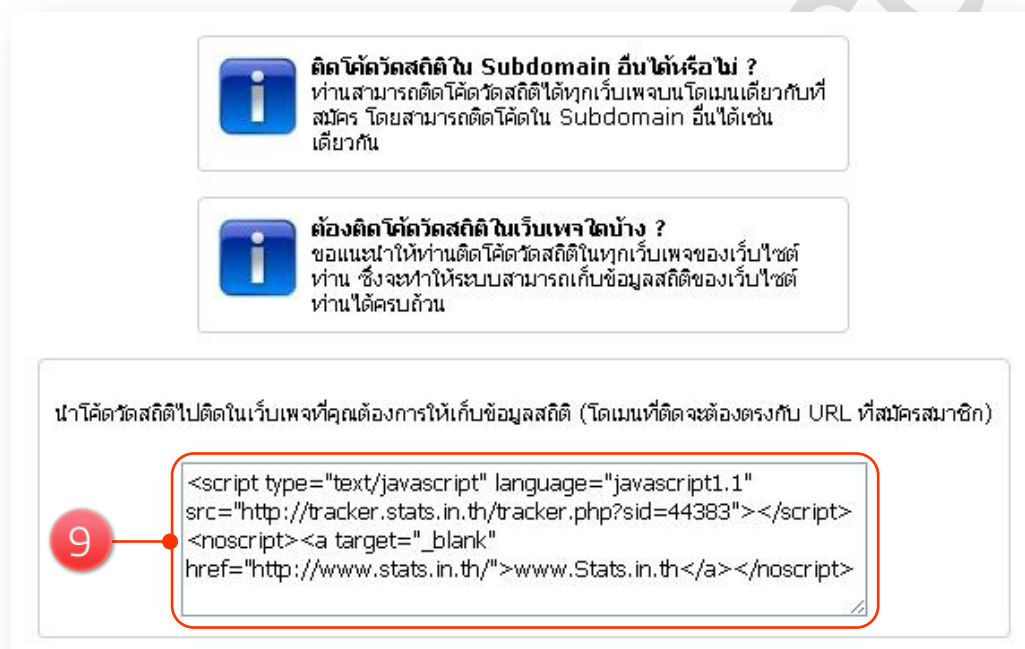 ติดโค้ดวัดสถิติใน Subdomain อื่นได้หรือไม่ ?
ท่านสามารถติดโค้ดวัดสถิติได้ทุกเว็บเพจบนโดเมนเดียวกับที่
สมัคร โดยสามารถติดโค้ดใน Subdomain อื่นได้เช่น
เดียวกัน
ต้องติดโค้ดวัดสถิติในเว็บเพจใดบ้าง ?
ขอแนะนำให้ท่านติดโค้ดวัดสถิติในทุกเว็บเพจของเว็บไซต์
ท่าน ซึ่งจะทำให้ระบบสามารถเก็บข้อมูลสถิติของเว็บไซต์
ท่านได้ครบถ้วน
นำโค้ดวัดสถิติไปติดในเว็บเพจที่คุณต้องการให้เก็บข้อมูลสถิติ (โดเมนที่ติดจะต้องตรงกับ URL ที่สมัครสมาชิก)
<script type="text/javascript" language="javascript1.1"
src="http://tracker.stats.in.th/tracker.php?sid=44383"></script>
9
<noscript><a target="_blank"
href="http://www.stats.in.th/">www.Stats.in.th</a></noscript>